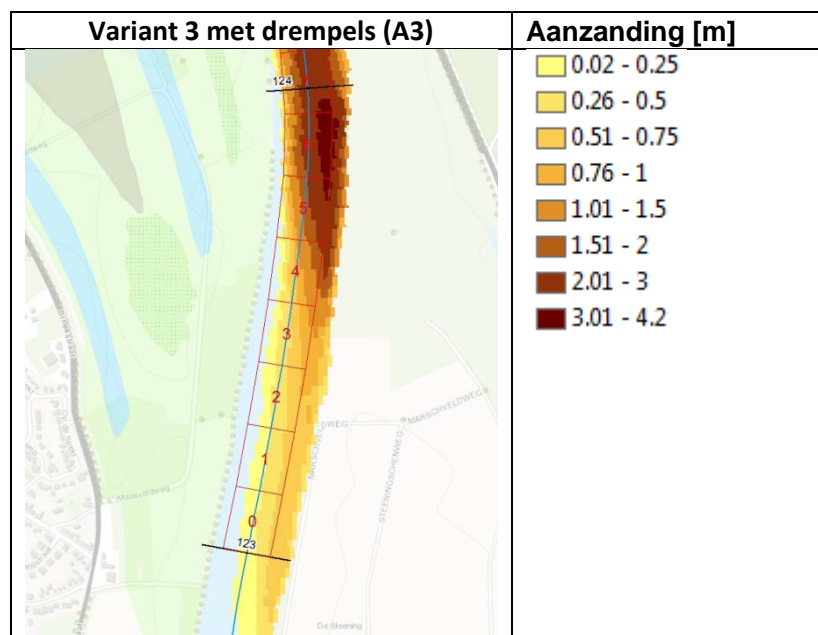 Variant 3 met drempels (A3)
Aanzanding [m]
0.02 - 0.25
0.26 - 0.5
0.51 - 0.75
0.76 - 1
1.01 - 1.5
1.51 - 2
2.01 - 3
3.01 - 4.2
124
5
4
3
2
1
0
123
MARSCHVELDWEG
MARSCHVELDWEG
STEENINGSCHENWEG
De Steening